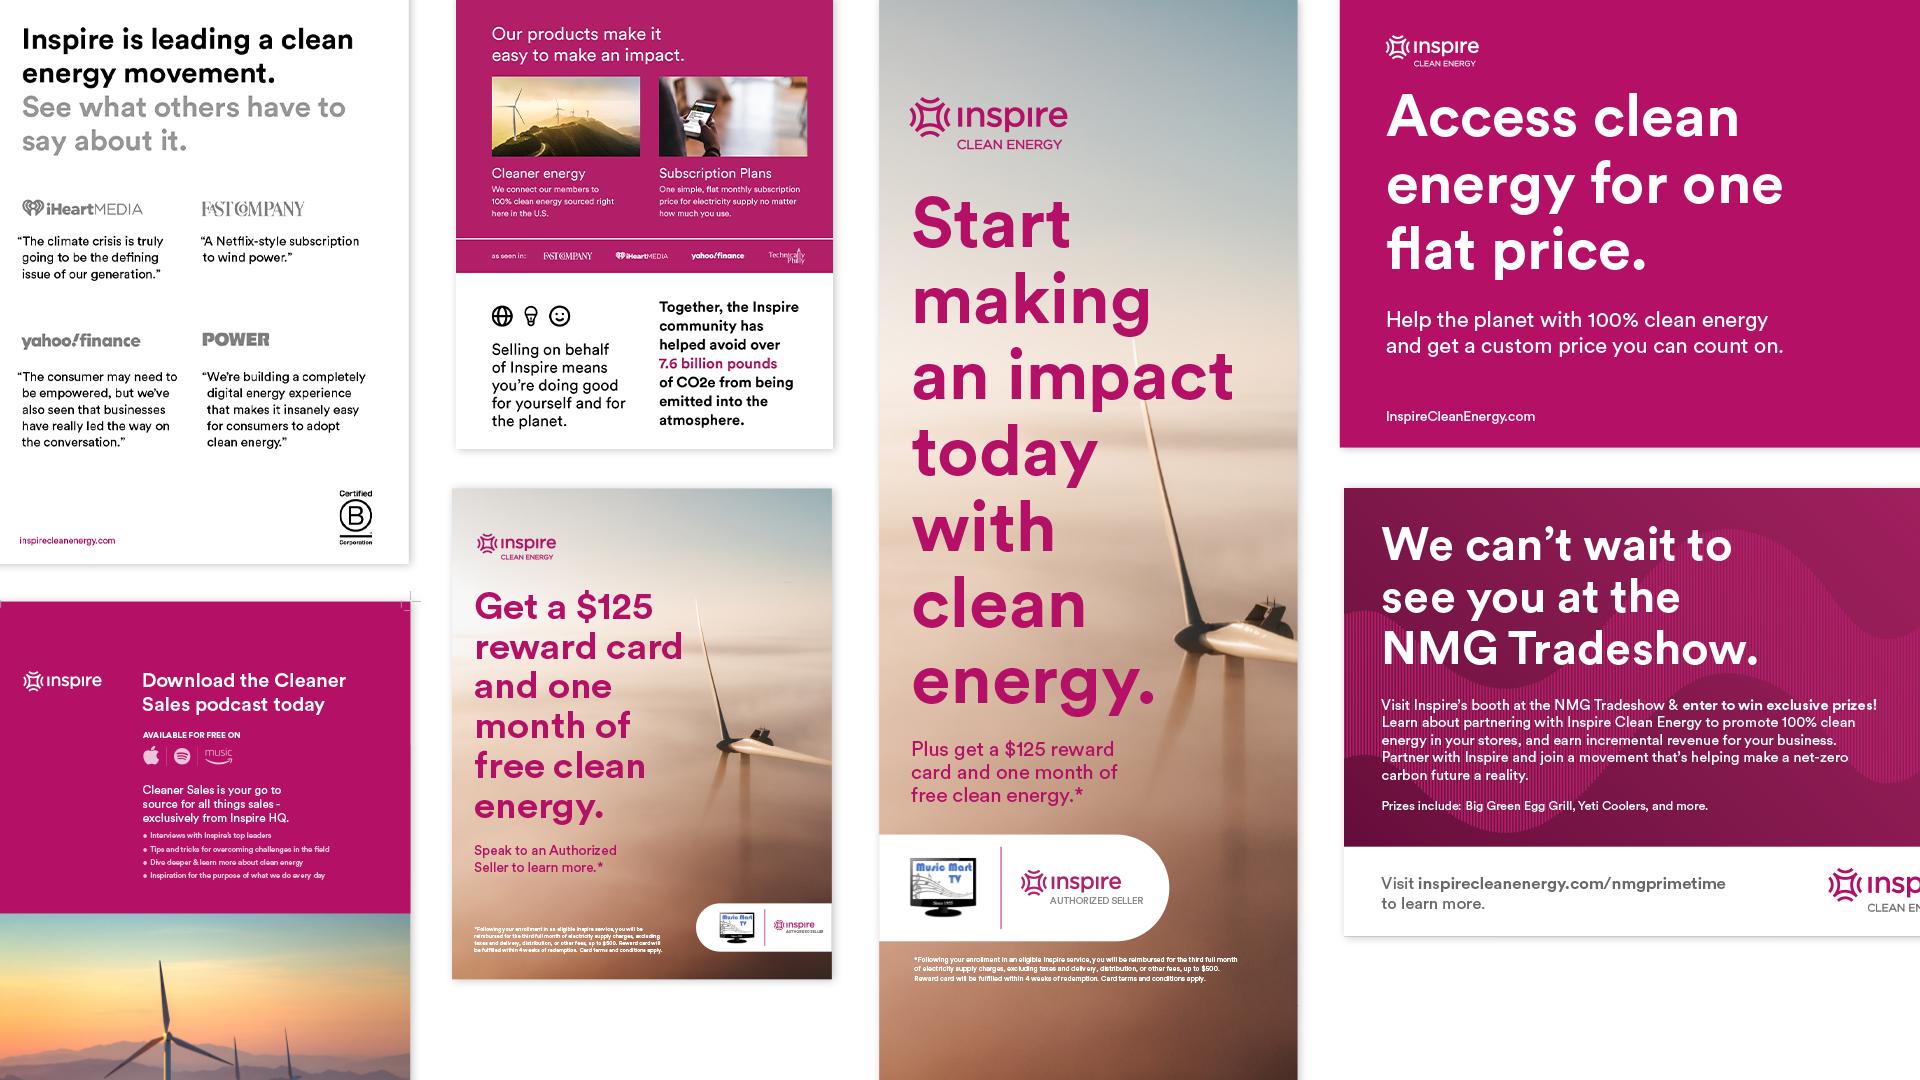 Inspire is leading a clean
energy movement.
See what others have to
say about it.
iHeartMEDIA
FAST COMPANY
“The climate crisis is truly
going to be the defining
issue of our generation.”
“A Netflix-style subscription
to wind power.”
yahoo!finance
POWER
“The consumer may need to
be empowered, but we’ve
also seen that businesses
have really led the way on
the conversation.”
“We’re building a completely
digital energy experience
that makes it insanely easy
for consumers to adopt
clean energy.”
inspirecleanenergy.com
Certified
B
Corporation
inspire
Download the Cleaner
Sales podcast today
AVAILABLE FOR FREE ON
music
Cleaner Sales is your go to
source for all things sales -
exclusively from Inspire HQ.
• Interviews with Inspire’s top leaders
• Tips and tricks for overcoming challenges in the field
• Dive deeper & learn more about clean energy
• Inspiration for the purpose of what we do every day
Our products make it
easy to make an impact.
Cleaner energy
We connect our members to
100% clean energy sourced right
here in the U.S.
Subscription Plans
One simple, flat monthly subscription
price for electricity supply no matter
how much you use.
as seen in:
FAST COMPANY
iHeartMEDIA
yahoo!finance
Technically
Philly
Selling on behalf
of Inspire means
you’re doing good
for yourself and for
the planet.
Together, the Inspire
community has
helped avoid over
7.6 billion pounds
of CO2e from being
emitted into the
atmosphere.
inspire
CLEAN ENERGY
Get a $125
reward card
and one
month of
free clean
energy.
Speak to an Authorized
Seller to learn more.*
*Following your enrollment in an eligible Inspire service, you will be
reimbursed for the third full month of electricity supply charges, excluding
taxes and delivery, distribution, or other fees, up to $500. Reward card will
be fulfilled within 4 weeks of redemption. Card terms and conditions apply.
Music Mart
TV
inspire
AUTHORIZED SELLER
inspire
CLEAN ENERGY
Start
making
an impact
today
with
clean
energy.
Plus get a $125 reward
card and one month of
free clean energy.*
Music Mart
TV
Since 1955
inspire
AUTHORIZED SELLER
*Following your enrollment in an eligible Inspire service, you will be reimbursed for the third full month
of electricity supply charges, excluding taxes and delivery, distribution, or other fees, up to $500.
Reward card will be fulfilled within 4 weeks of redemption. Card terms and conditions apply.
inspire
CLEAN ENERGY
Access clean
energy for one
flat price.
Help the planet with 100% clean energy
and get a custom price you can count on.
InspireCleanEnergy.com
We can’t wait to
see you at the
NMG Tradeshow.
Visit Inspire’s booth at the NMG Tradeshow & enter to win exclusive prizes!
Learn about partnering with Inspire Clean Energy to promote 100% clean
energy in your stores, and earn incremental revenue for your business.
Partner with Inspire and join a movement that’s helping make a net-zero
carbon future a reality.
Prizes include: Big Green Egg Grill, Yeti Coolers, and more.
Visit inspirecleanenergy.com/nmgprimetime
to learn more.
insp
CLEAN EN